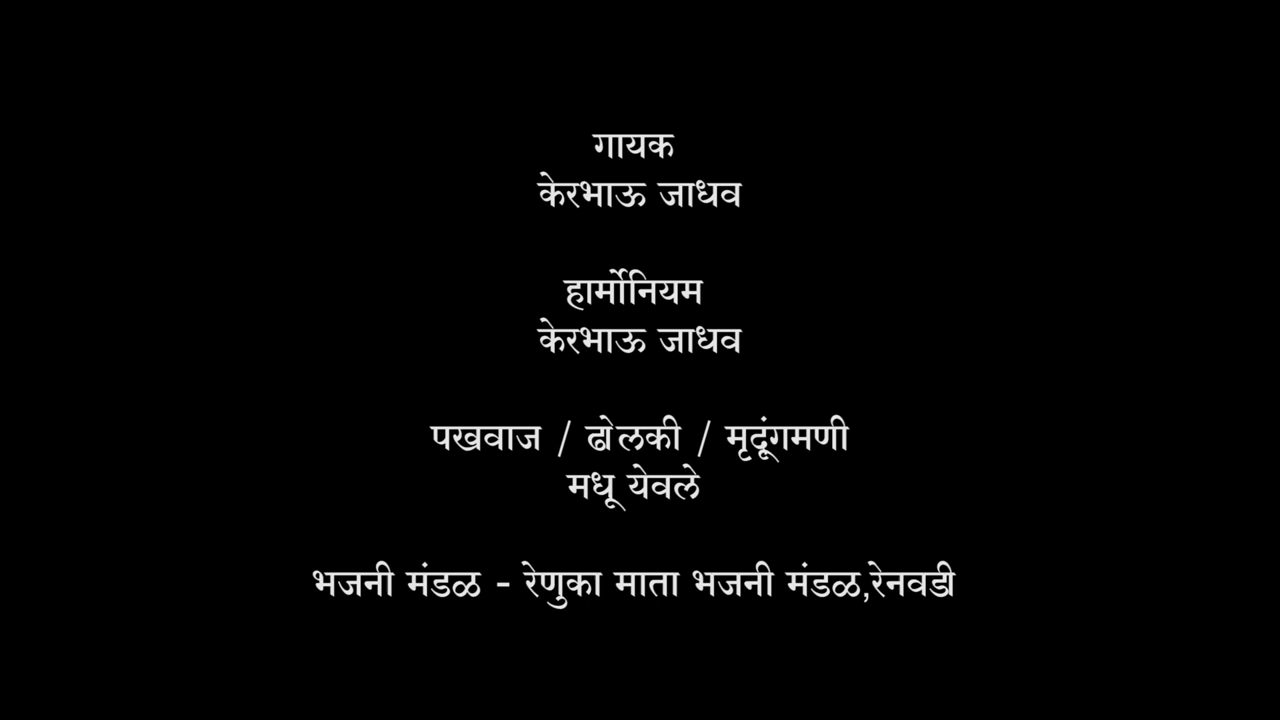 गायक
केरभाऊ जाधव
हार्मोनियम
केरभाऊ जाधव
पखवाज / ढोलकी / मृदूंगमणी
मधू येवले
भजनी मंडळ - रेणुका माता भजनी मंडळ,रेनवडी